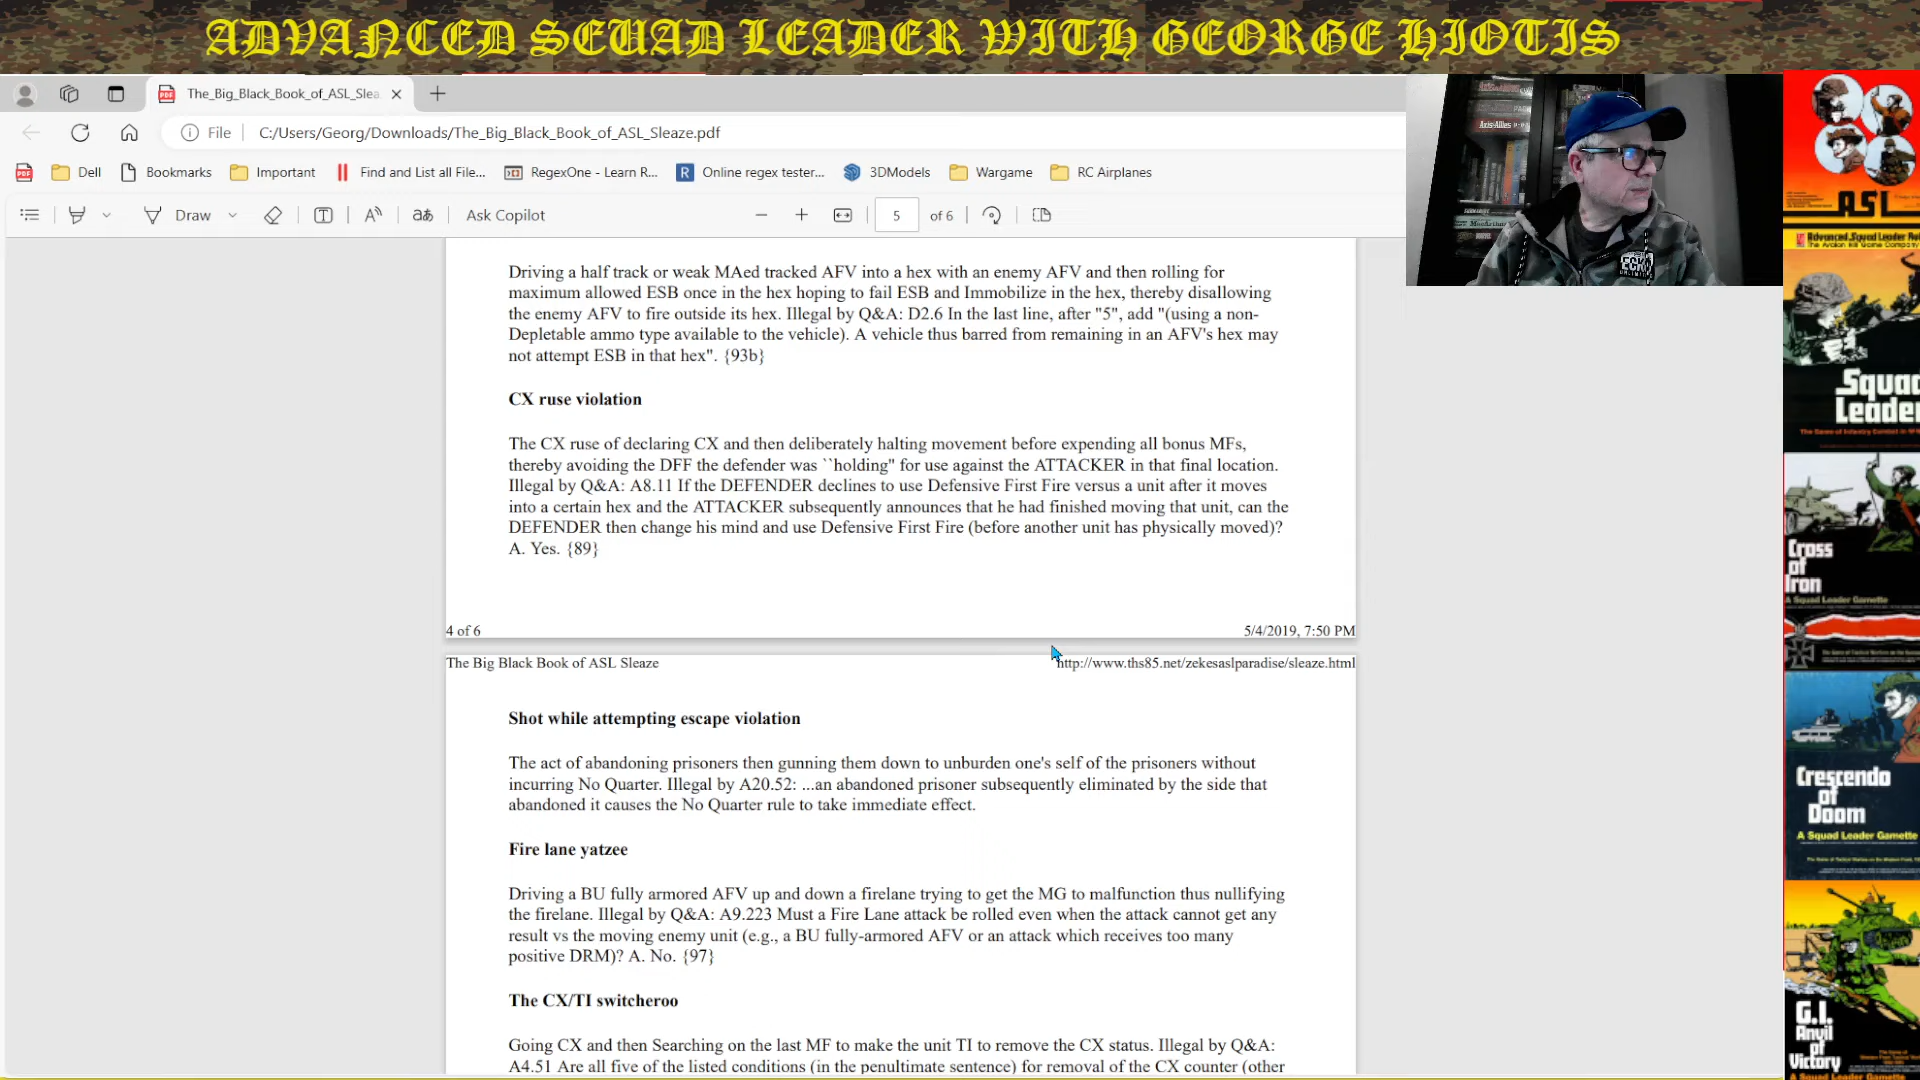 ADVANCED SEUAD LEADER WITH GEORGE HIOTIS
The_Big_Black_Book_of_ASL_Slea
File C:/Users/Georg/Downloads/The_Big_Black_Book_of_ASL_Sleaze.pdf
Dell Bookmarks Important Find and List all File... RegexOne - Learn R... Online regex tester... 3DModels Wargame RC Airplanes
Draw Ask Copilot 5 of 6
Driving a half track or weak MAed tracked AFV into a hex with an enemy AFV and then rolling for
maximum allowed ESB once in the hex hoping to fail ESB and Immobilize in the hex, thereby disallowing
the enemy AFV to fire outside its hex. Illegal by Q&A: D2.6 In the last line, after "5", add "(using a non-
Depletable ammo type available to the vehicle). A vehicle thus barred from remaining in an AFV's hex may
not attempt ESB in that hex". {93b}
CX ruse violation
The CX ruse of declaring CX and then deliberately halting movement before expending all bonus MFs,
thereby avoiding the DFF the defender was ``holding" for use against the ATTACKER in that final location.
Illegal by Q&A: A8.11 If the DEFENDER declines to use Defensive First Fire versus a unit after it moves
into a certain hex and the ATTACKER subsequently announces that he had finished moving that unit, can the
DEFENDER then change his mind and use Defensive First Fire (before another unit has physically moved)?
A. Yes. {89}
4 of 6 5/4/2019, 7:50 PM
The Big Black Book of ASL Sleaze http://www.ths85.net/zekesaslparadise/sleaze.html
Shot while attempting escape violation
The act of abandoning prisoners then gunning them down to unburden one's self of the prisoners without
incurring No Quarter. Illegal by A20.52: ...an abandoned prisoner subsequently eliminated by the side that
abandoned it causes the No Quarter rule to take immediate effect.
Fire lane yatzee
Driving a BU fully armored AFV up and down a firelane trying to get the MG to malfunction thus nullifying
the firelane. Illegal by Q&A: A9.223 Must a Fire Lane attack be rolled even when the attack cannot get any
result vs the moving enemy unit (e.g., a BU fully-armored AFV or an attack which receives too many
positive DRM)? A. No. {97}
The CX/TI switcheroo
Going CX and then Searching on the last MF to make the unit TI to remove the CX status. Illegal by Q&A:
A4.51 Are all five of the listed conditions (in the penultimate sentence) for removal of the CX counter (other
Axis&Allies
ECKO
ASL
Advanced Squad Leader
The Avalon Hill Game Company
Squad
Leader
Cross
of
Iron
A Squad Leader Gamette
Crescendo
of
Doom
A Squad Leader Gamette
G.I.
Anvil
of
Victory